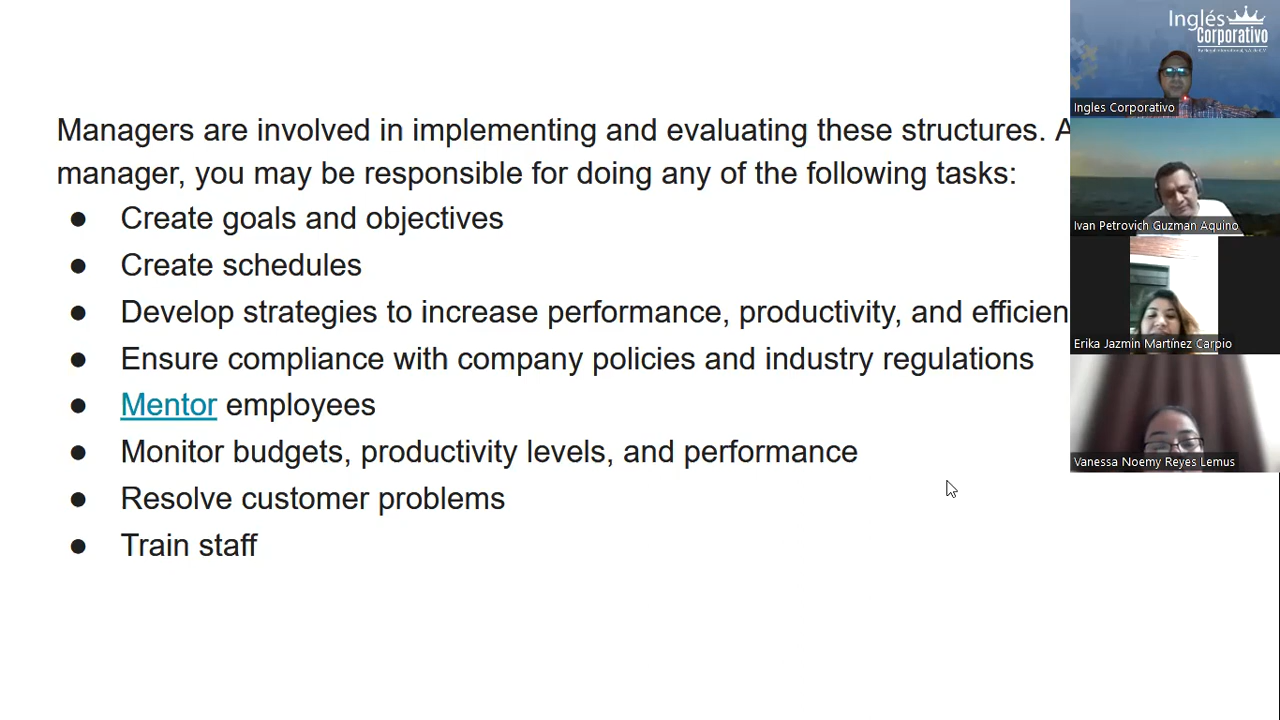 Managers are involved in implementing and evaluating these structures. A
manager, you may be responsible for doing any of the following tasks:
● Create goals and objectives
● Create schedules
● Develop strategies to increase performance, productivity, and efficien
● Ensure compliance with company policies and industry regulations
● Mentor employees
● Monitor budgets, productivity levels, and performance
● Resolve customer problems
● Train staff
Inglés
Corporativo
Ingles Corporativo
Ivan Petrovich Guzman Aquino
Erika Jazmin Martínez Carpio
Vanessa Noemy Reyes Lemus